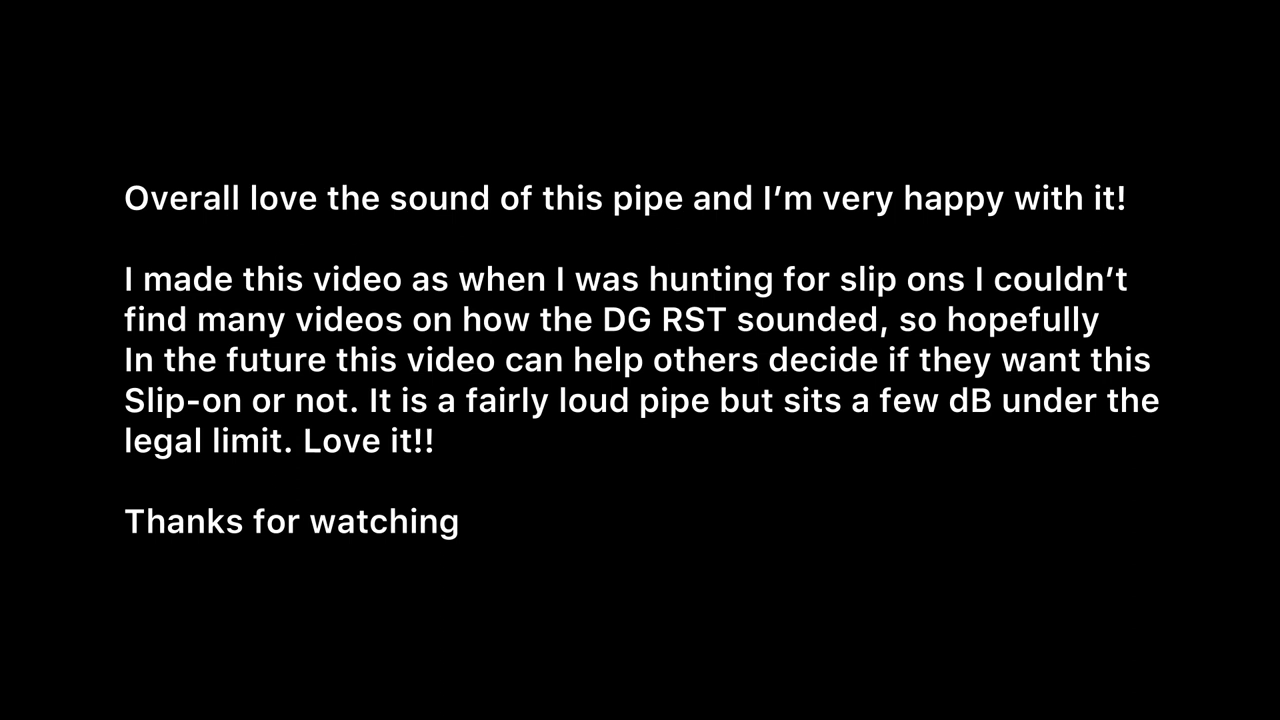 Overall love the sound of this pipe and I’m very happy with it!
I made this video as when I was hunting for slip ons I couldn’t
find many videos on how the DG RST sounded, so hopefully
In the future this video can help others decide if they want this
Slip-on or not. It is a fairly loud pipe but sits a few dB under the
legal limit. Love it!!
Thanks for watching